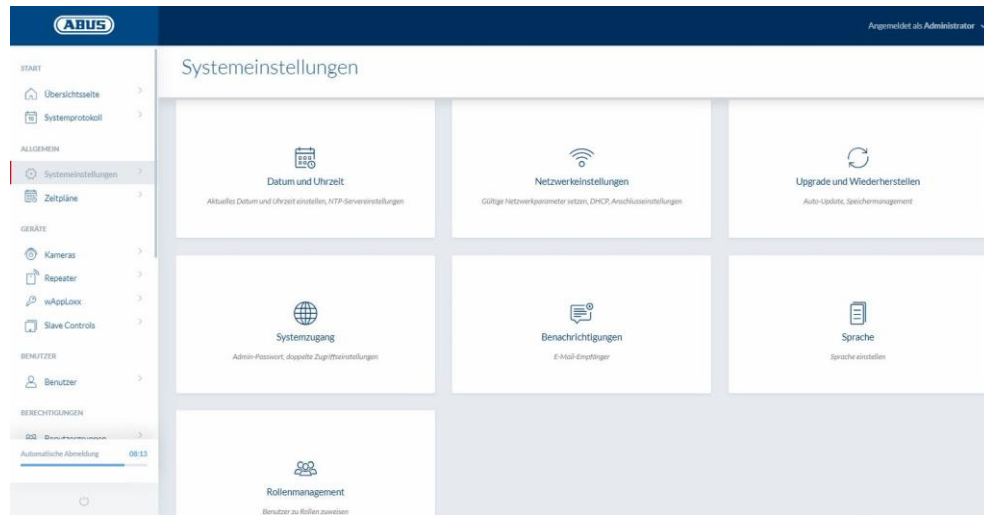 ABUS
Angemeldet als Administrator
START
Übersichtsseite
Systemprotokoll
ALLGEMEIN
Systemeinstellungen
Zeitpläne
GERÄTE
Kameras
Repeater
wAppLoxx
Slave Controls
BENUTZER
Benutzer
BERECHTIGUNGEN
Benutzergruppen
Automatische Abmeldung 08:13
Systemeinstellungen
Datum und Uhrzeit
Aktuelles Datum und Uhrzeit einstellen, NTP-Servereinstellungen
Netzwerkeinstellungen
Gültige Netzwerkparameter setzen, DHCP, Anschlusseinstellungen
Upgrade und Wiederherstellen
Auto-Update, Speichermanagement
Systemzugang
Admin-Passwort, doppelte Zugriffseinstellungen
Benachrichtigungen
E-Mail-Empfänger
Sprache
Sprache einstellen
Rollenmanagement
Benutzer zu Rollen zuweisen